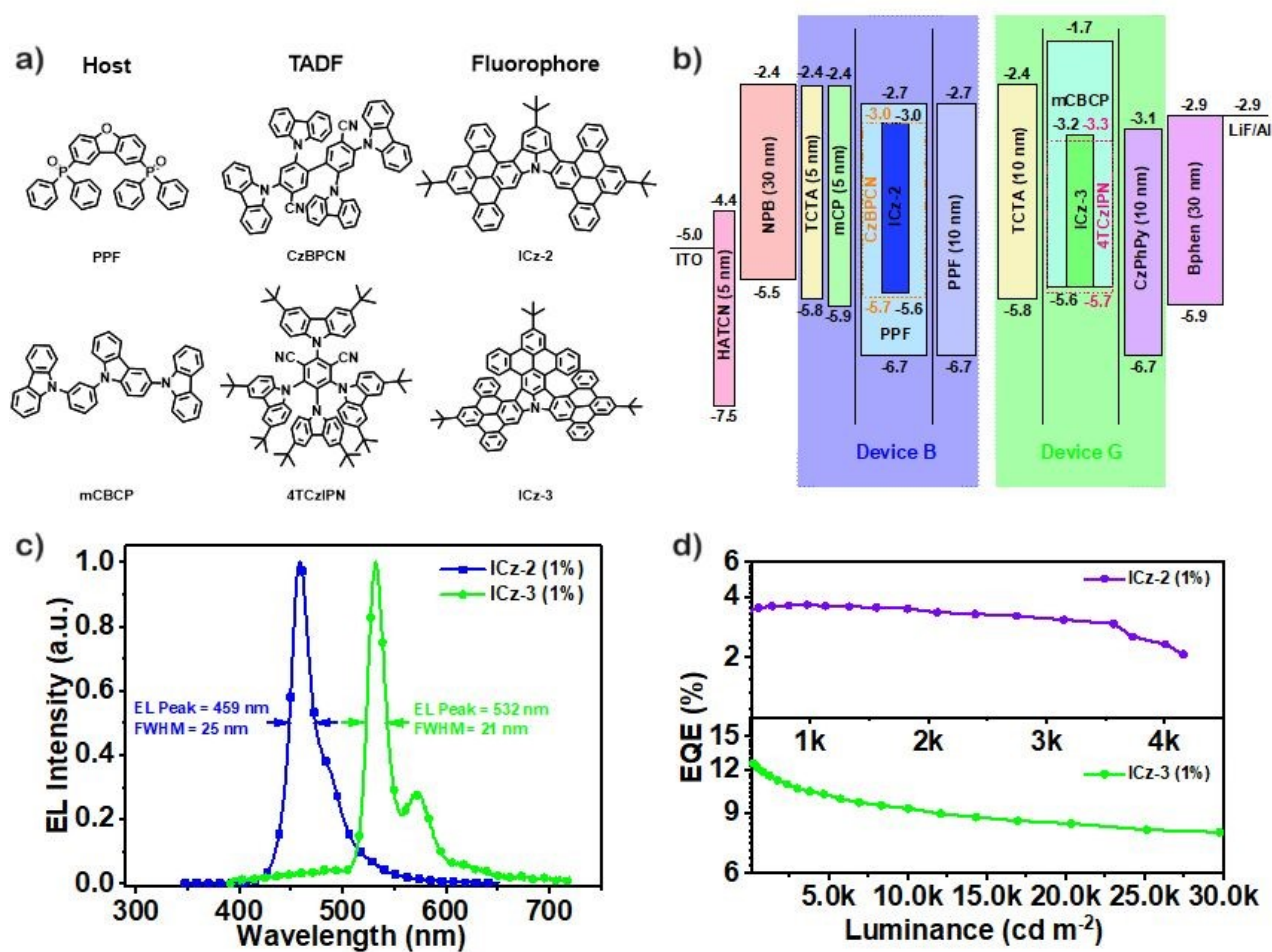 a)
Host
TADF
Fluorophore
PPF
CzBPCN
ICz-2
mCBCP
4TCzIPN
ICz-3
b)
-5.0
ITO
-4.4
HATCN (5 nm)
-7.5
-2.4
NPB (30 nm)
-5.5
-2.4
TCTA (5 nm)
-5.8
-2.4
mCP (5 nm)
-5.9
-2.7
-3.0 -3.0
CzBPCN
ICz-2
-5.7 -5.6
PPF
-6.7
-2.7
PPF (10 nm)
-6.7
Device B
-2.4
TCTA (10 nm)
-5.8
-1.7
mCBCP
-3.2 -3.3
ICz-3
4TCzIPN
-5.6 -5.7
-3.1
CzPhPy (10 nm)
-6.7
Device G
-2.9
Bphen (30 nm)
-5.9
-2.9
LiF/Al
c)
EL Intensity (a.u.)
1.0
0.8
0.6
0.4
0.2
0.0
ICz-2 (1%)
ICz-3 (1%)
EL Peak = 459 nm
FWHM = 25 nm
EL Peak = 532 nm
FWHM = 21 nm
300 400 500 600 700
Wavelength (nm)
d)
EQE (%)
6
4
2
ICz-2 (1%)
1k 2k 3k 4k
15
12
9
6
ICz-3 (1%)
5.0k 10.0k 15.0k 20.0k 25.0k 30.0k
Luminance (cd m-2)